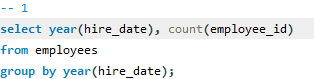 -- 1
select year(hire_date), count(employee_id)
from employees
group by year(hire_date);